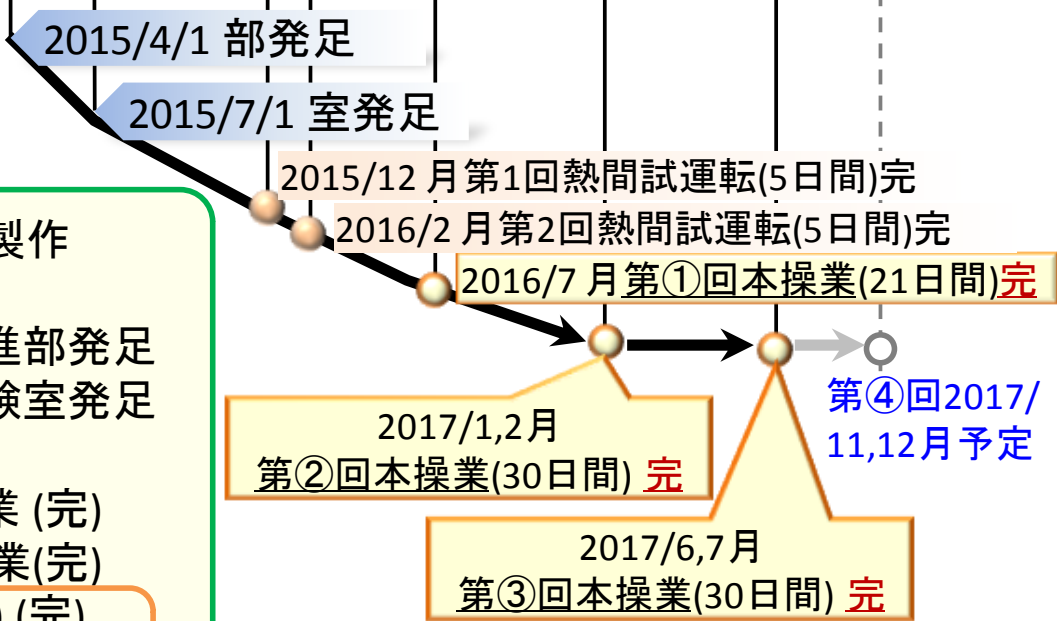 2015/4/1 部発足
2015/7/1 室発足
2015/12 月第1回熱間試運転(5日間)完
2016/2 月第2回熱間試運転(5日間)完
2016/7 月第①回本操業(21日間)完
製作
進部発足
験室発足
業 (完)
業(完)
(完)
2017/1,2月
第②回本操業(30日間) 完
2017/6,7月
第③回本操業(30日間) 完
第④回2017/
11,12月予定